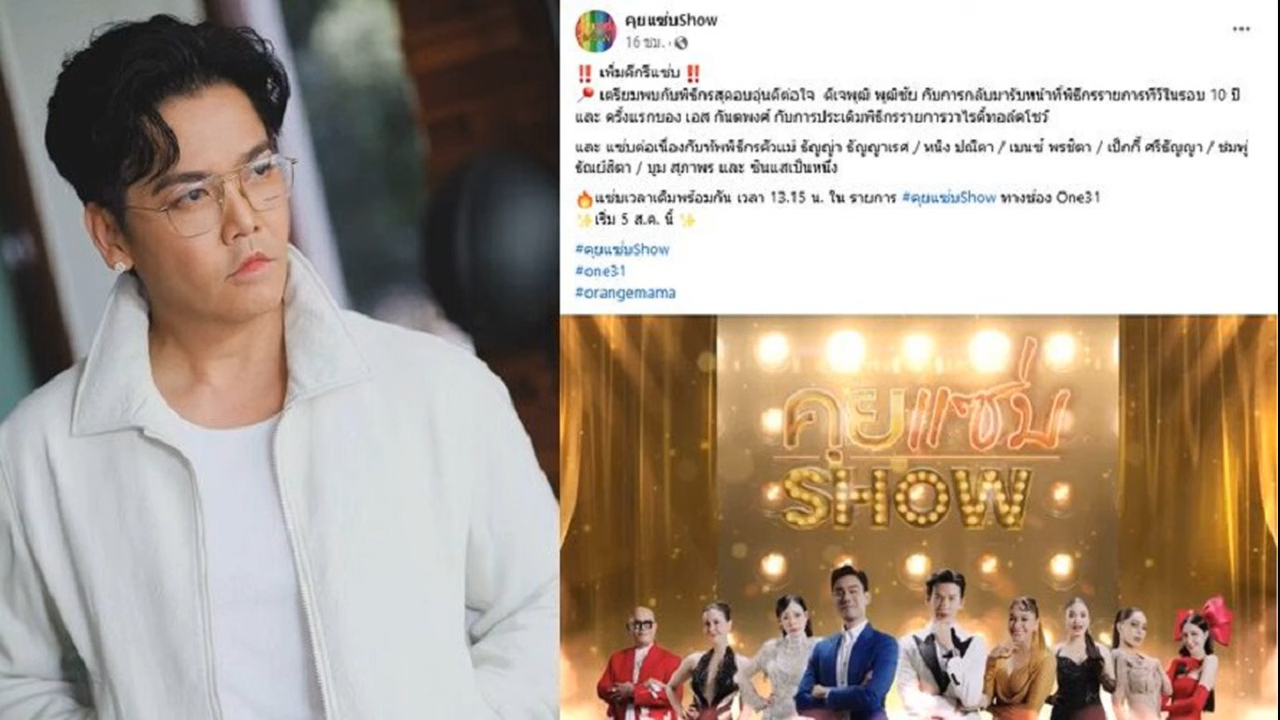 คุยแซ่บShow
16 ชม.
‼ เพิ่มดีกรีแซ่บ ‼
📍 เตรียมพบกับพิธีกรสุดอบอุ่นดีต่อใจ ดีเจพุฒิ พุฒิชัย กับการกลับมารับหน้าที่พิธีกรรายการทีวีในรอบ 10 ปี
และ ครั้งแรกของ เอส กันตพงศ์ กับการประเดิมพิธีกรรายการวาไรตี้ทอล์คโชว์
และ แซ่บต่อเนื่องกับทัพพิธีกรตัวแม่ ธัญญ่า ธัญญาเรศ / หนิง ปณิตา / เบนซ์ พรชิตา / เป็กกี้ ศรีธัญญา / ชมพู่
ธัณย์สิตา / บูม สุภาพร และ ซินแสเป็นหนึ่ง
🔥แซ่บเวลาเดิมพร้อมกัน เวลา 13.15 น. ใน รายการ #คุยแซ่บShow ทางช่อง One31
✨เริ่ม 5 ส.ค. นี้ ✨
#คุยแซ่บShow
#one31
#orangemama
คุยแซ่บ
SHOW